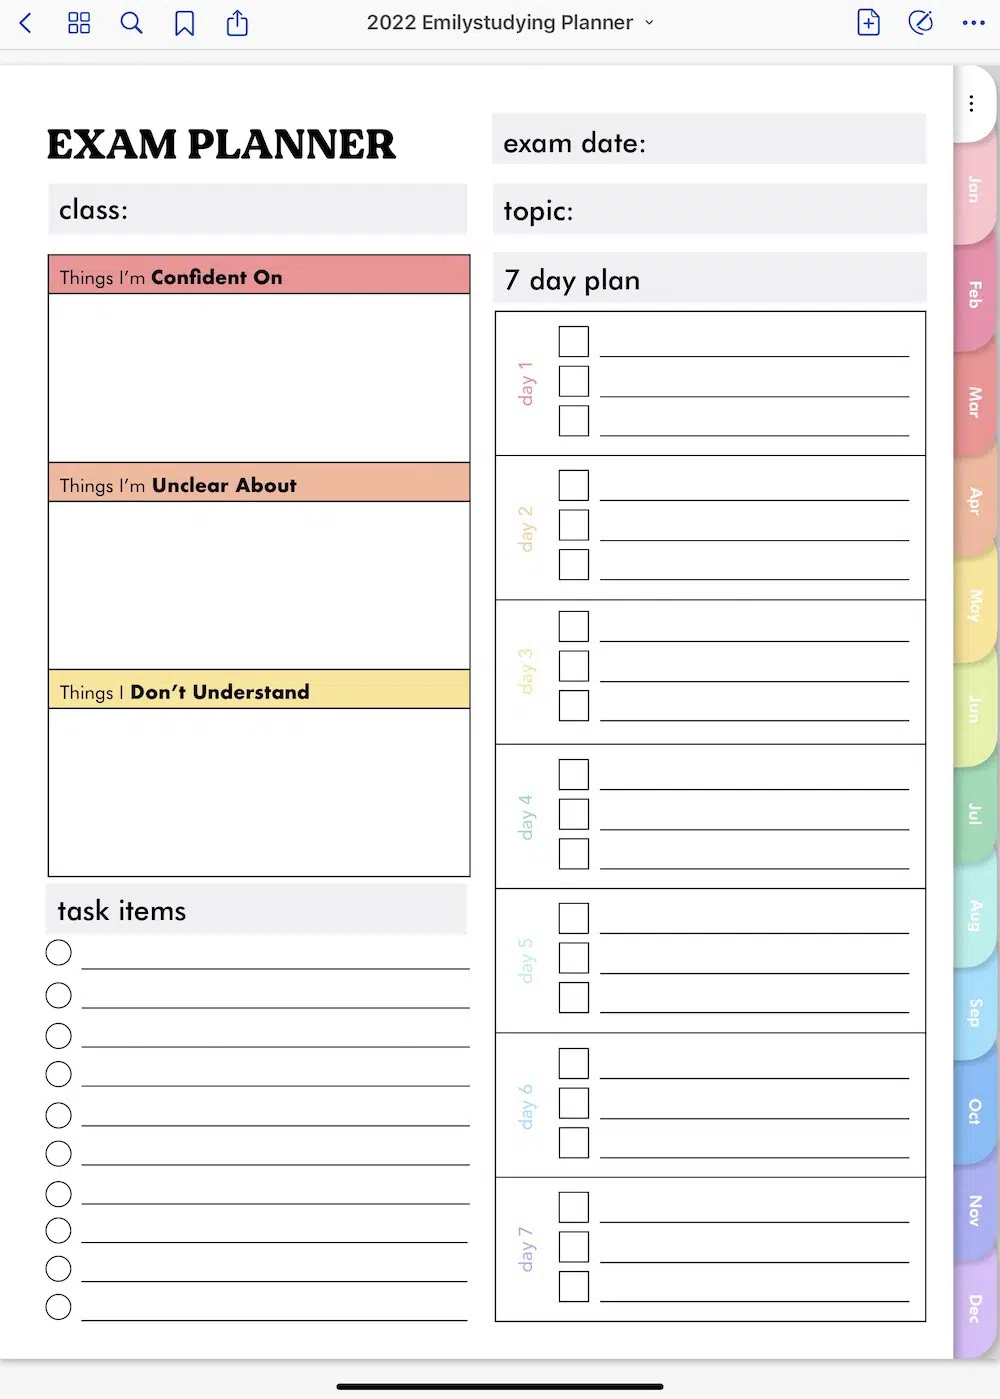 2022 Emilystudying Planner
EXAM PLANNER
class:
Things I'm Confident On
Things I'm Unclear About
Things I Don't Understand
task items
exam date:
topic:
7 day plan
day 1
day 2
day 3
day 4
day 5
day 6
day 7
Jan
Feb
Mar
Apr
May
Jun
Jul
Aug
Sep
Oct
Nov
Dec